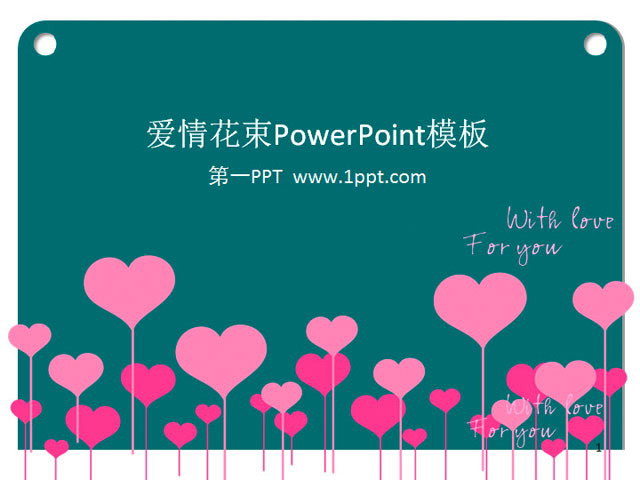 爱情花束PowerPoint模板
第一PPT www.1ppt.com
With love
For you
With love
For you
1